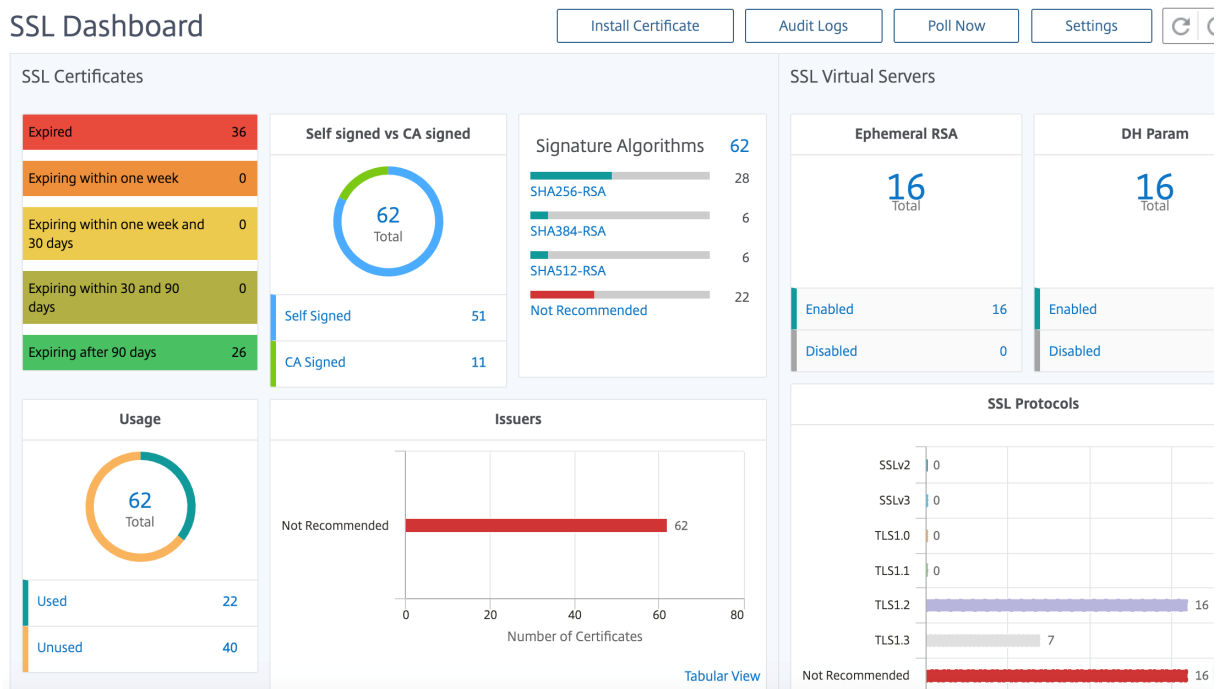 SSL Dashboard
Install Certificate
Audit Logs
Poll Now
Settings
SSL Certificates
Expired 36
Expiring within one week 0
Expiring within one week and 0
30 days
Expiring within 30 and 90 0
days
Expiring after 90 days 26
Self signed vs CA signed
62
Total
Self Signed 51
CA Signed 11
Signature Algorithms 62
28
SHA256-RSA
6
SHA384-RSA
6
SHA512-RSA
22
Not Recommended
Usage
62
Total
Used 22
Unused 40
Issuers
Not Recommended 62
0 20 40 60 80
Number of Certificates
Tabular View
SSL Virtual Servers
Ephemeral RSA
16
Total
Enabled 16
Disabled 0
DH Param
16
Total
Enabled
Disabled
SSL Protocols
SSLv2 0
SSLv3 0
TLS1.0 0
TLS1.1 0
TLS1.2 16
TLS1.3 7
Not Recommended 16